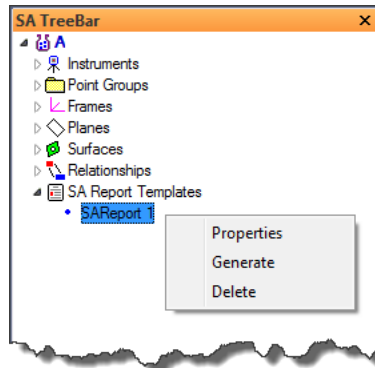 SA TreeBar
A
Instruments
Point Groups
Frames
Planes
Surfaces
Relationships
SA Report Templates
SAReport 1
Properties
Generate
Delete